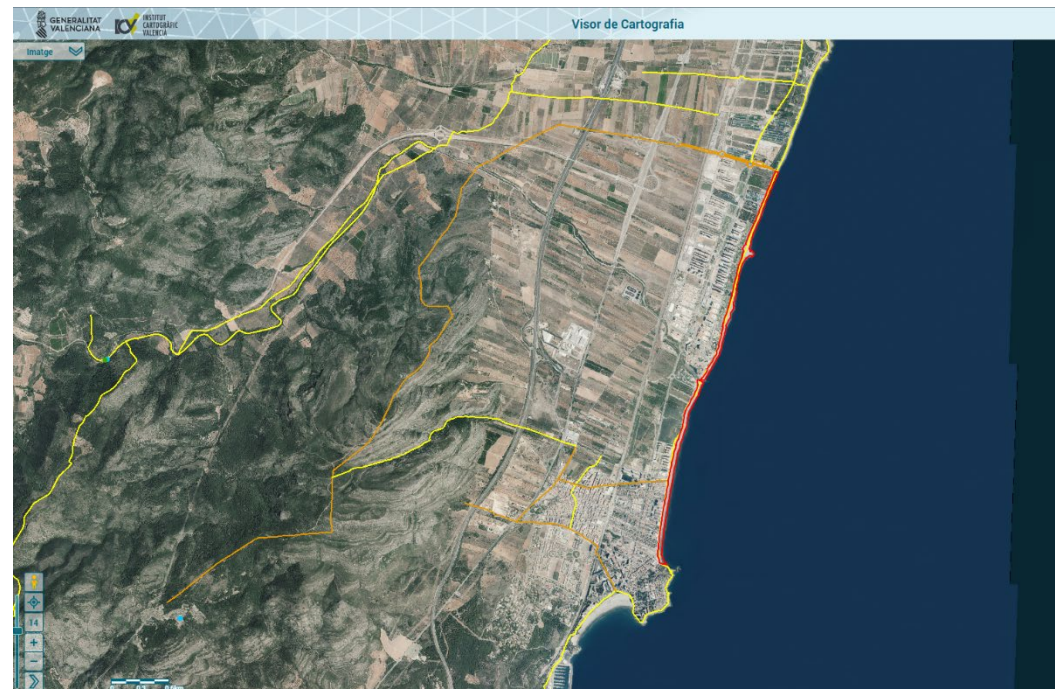 GENERALITAT
VALENCIANA
INSTITUT
CARTOGRÀFIC
VALENCIÀ
Visor de Cartografia
Imatge
14
+
−